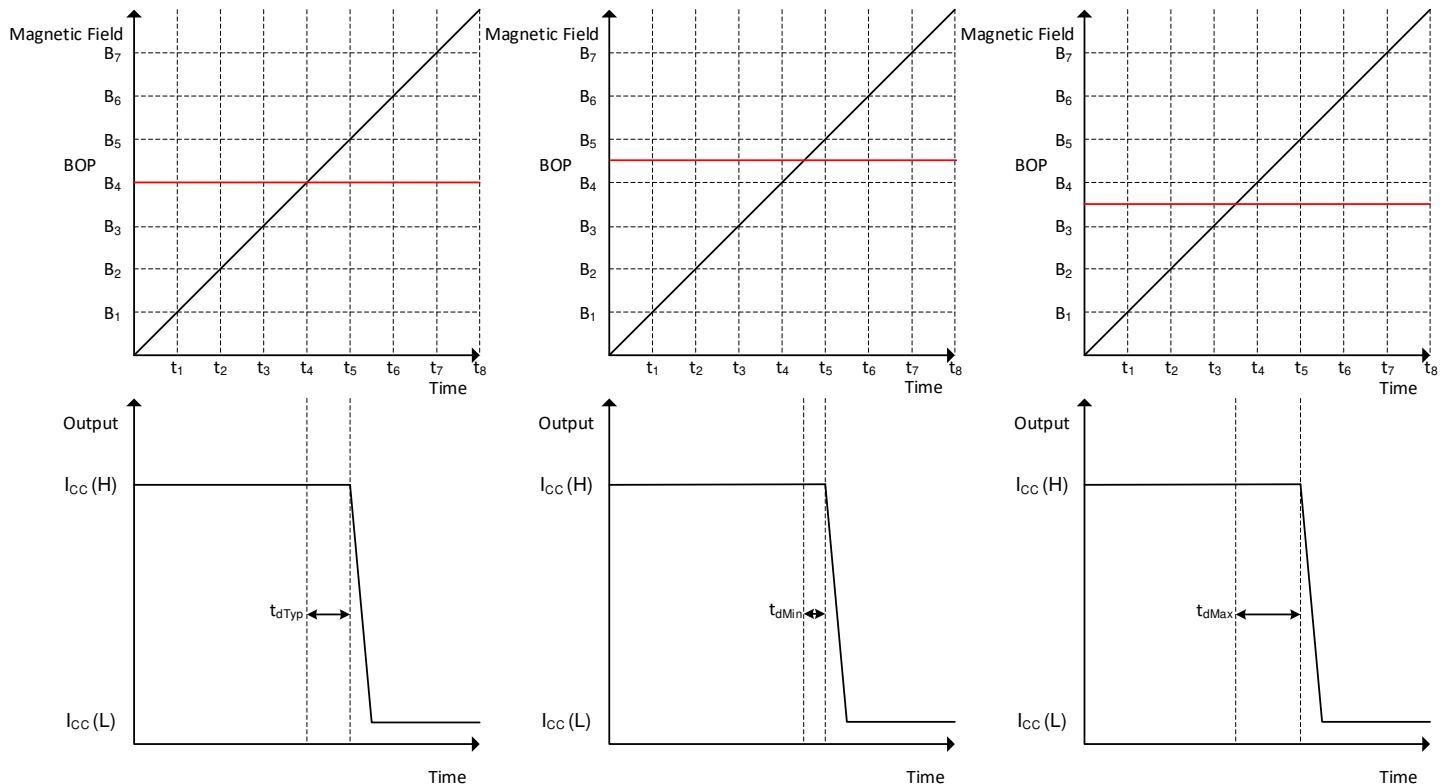 Magnetic Field
B7
B6
B5
BOP
B4
B3
B2
B1
t1 t2 t3 t4 t5 t6 t7 t8
Time
Magnetic Field
B7
B6
B5
BOP
B4
B3
B2
B1
t1 t2 t3 t4 t5 t6 t7 t8
Time
Magnetic Field
B7
B6
B5
BOP
B4
B3
B2
B1
t1 t2 t3 t4 t5 t6 t7 t8
Time
Output
ICC (H)
tdTyp
ICC (L)
Time
Output
ICC (H)
tdMin
ICC (L)
Time
Output
ICC (H)
tdMax
ICC (L)
Time